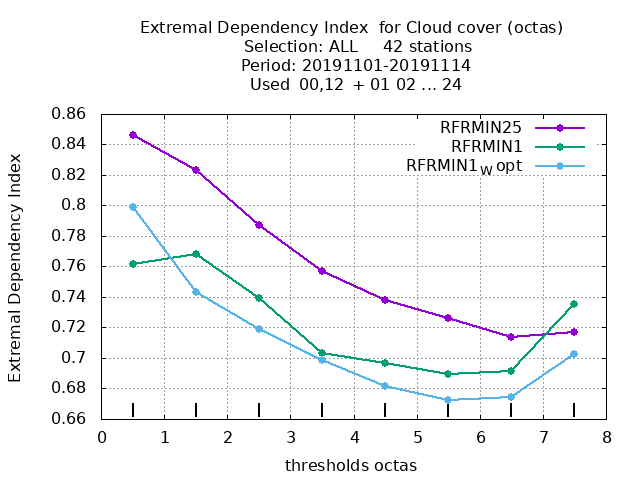 Extremal Dependency Index  for Cloud cover (octas)
Selection: ALL     42 stations
Period: 20191101-20191114
Used  00,12  + 01 02 ... 24
RFRMIN25
RFRMIN1
RFRMIN1W opt
Extremal Dependency Index
0.86
0.84
0.82
0.8
0.78
0.76
0.74
0.72
0.7
0.68
0.66
0 1 2 3 4 5 6 7 8
thresholds octas